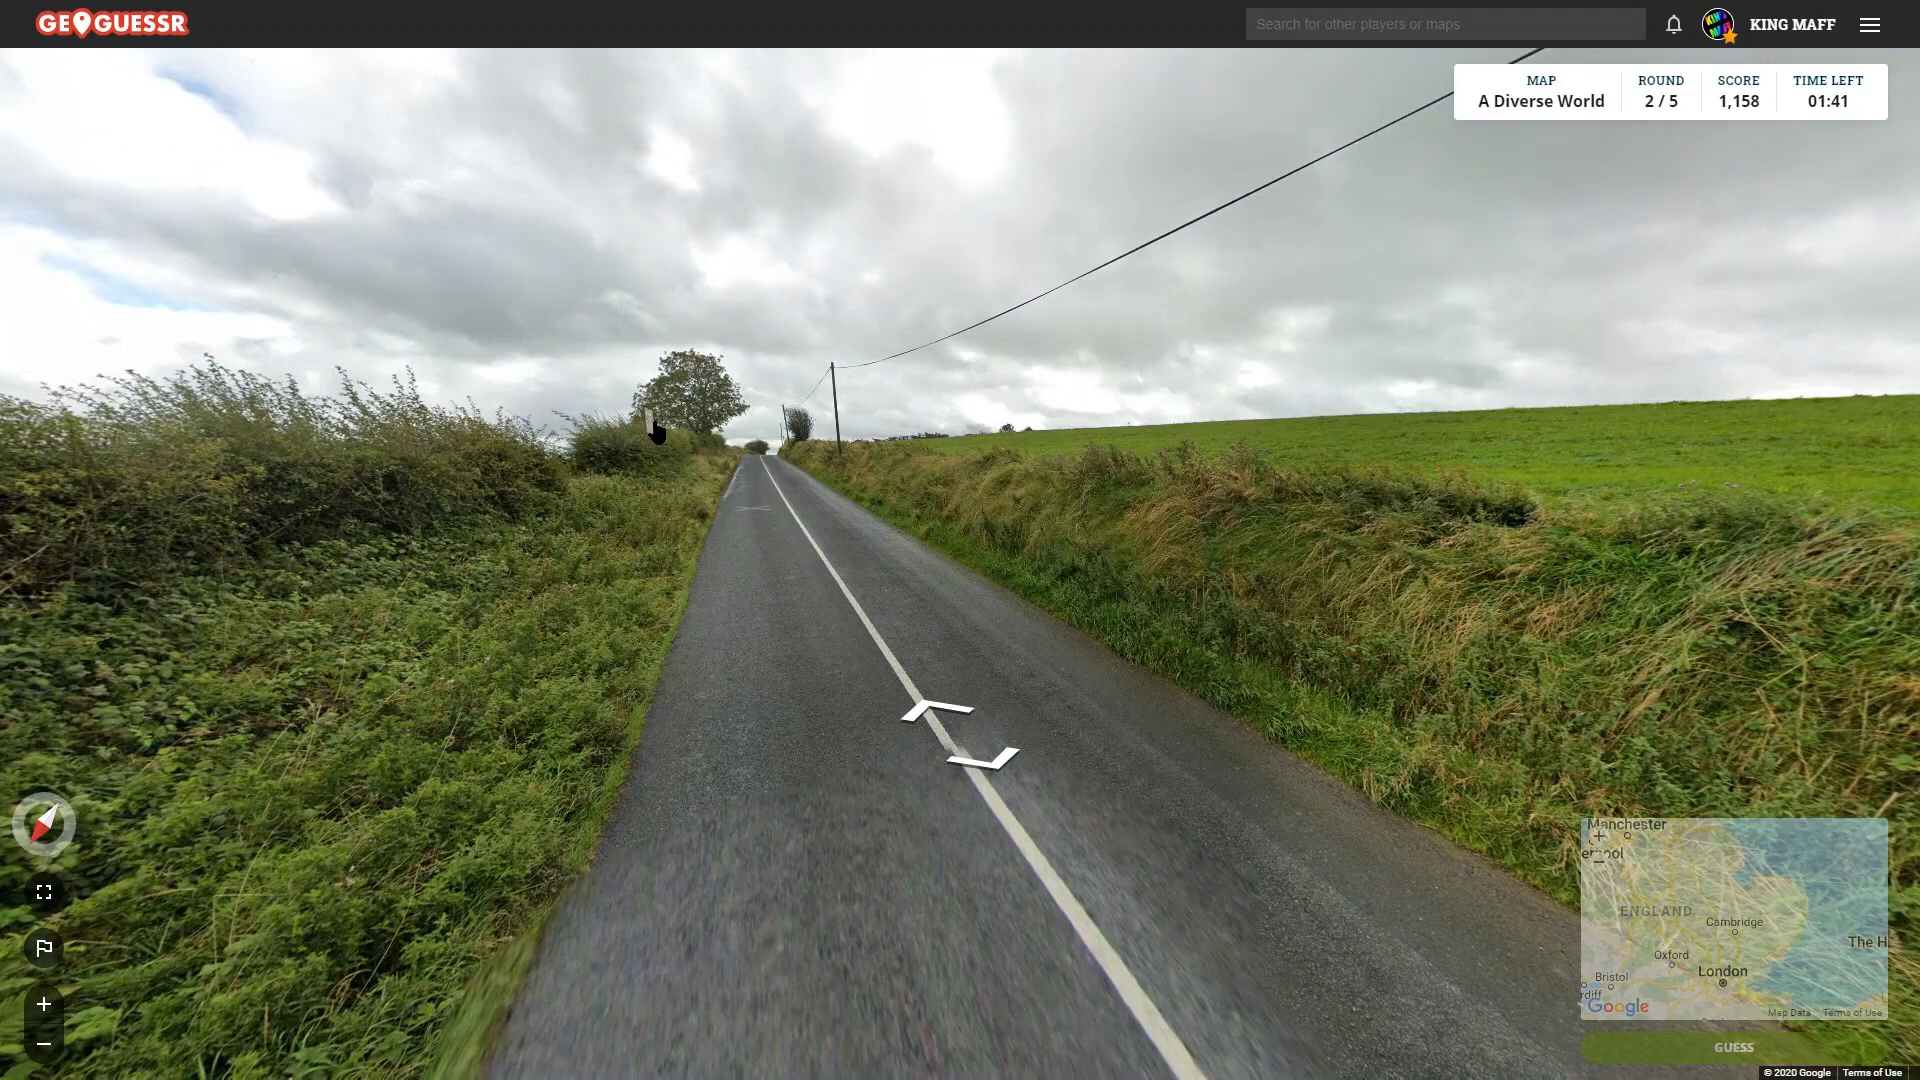 GEOGUESSR
Search for other players or maps
KING MAFF
MAP
A Diverse World
ROUND
2 / 5
SCORE
1,158
TIME LEFT
01:41
Manchester
erpool
ENGLAND
Cambridge
The H
Oxford
London
Bristol
rdiff
Google
Map Data
Terms of Use
GUESS
© 2020 Google
Terms of Use